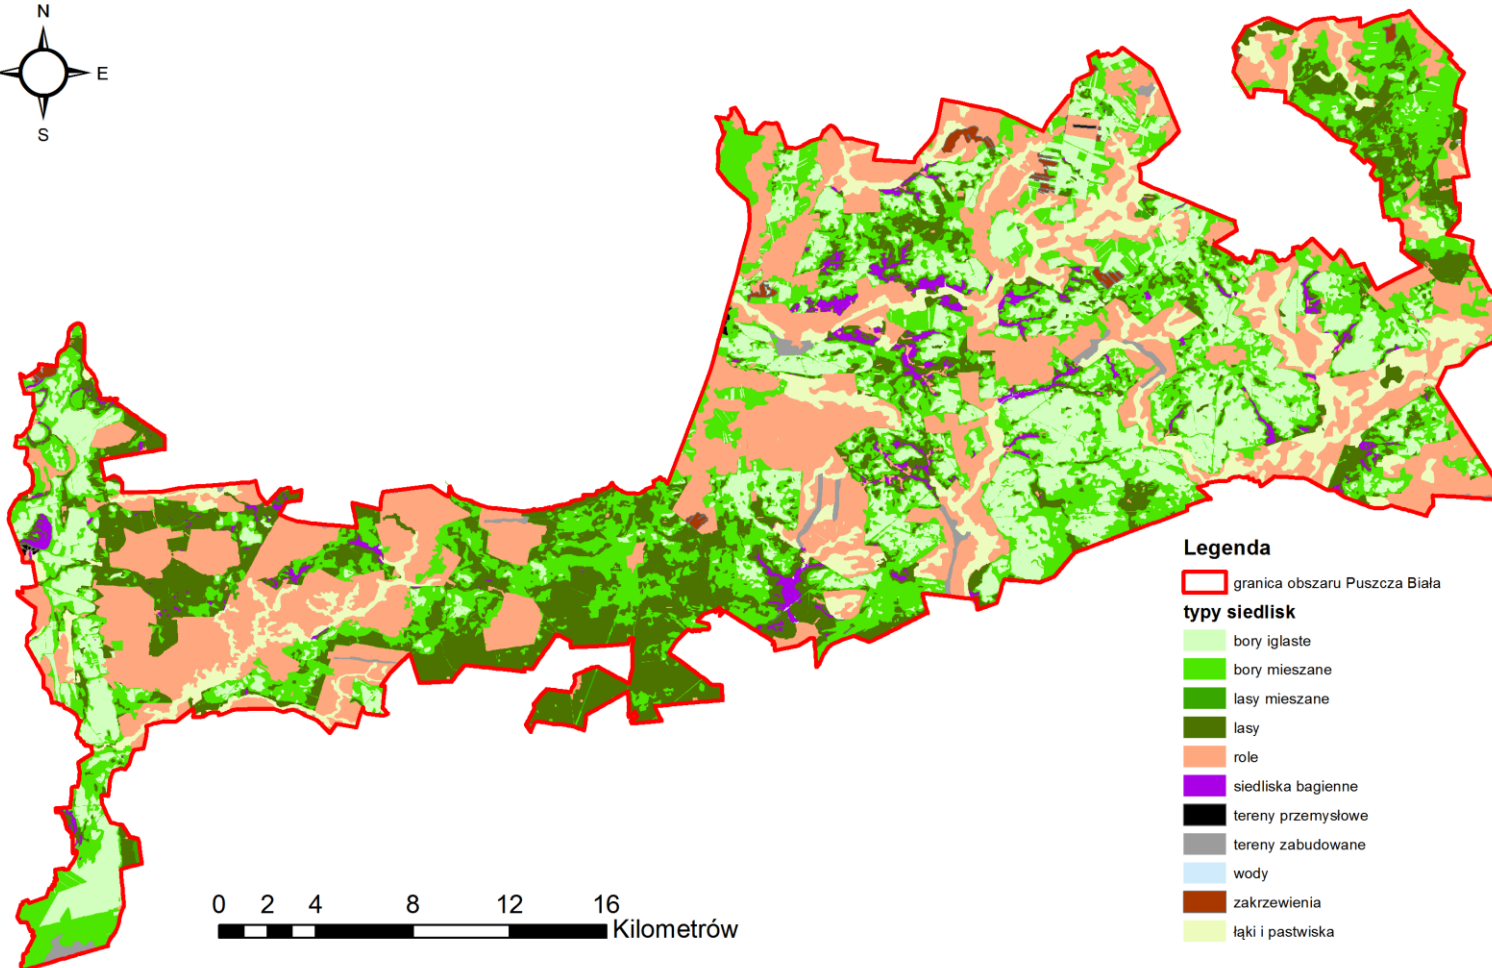 N
E
S
Legenda
granica obszaru Puszcza Biała
typy siedlisk
bory iglaste
bory mieszane
lasy mieszane
lasy
role
siedliska bagienne
tereny przemysłowe
tereny zabudowane
wody
zakrzewienia
łąki i pastwiska
0 2 4 8 12 16
Kilometrów